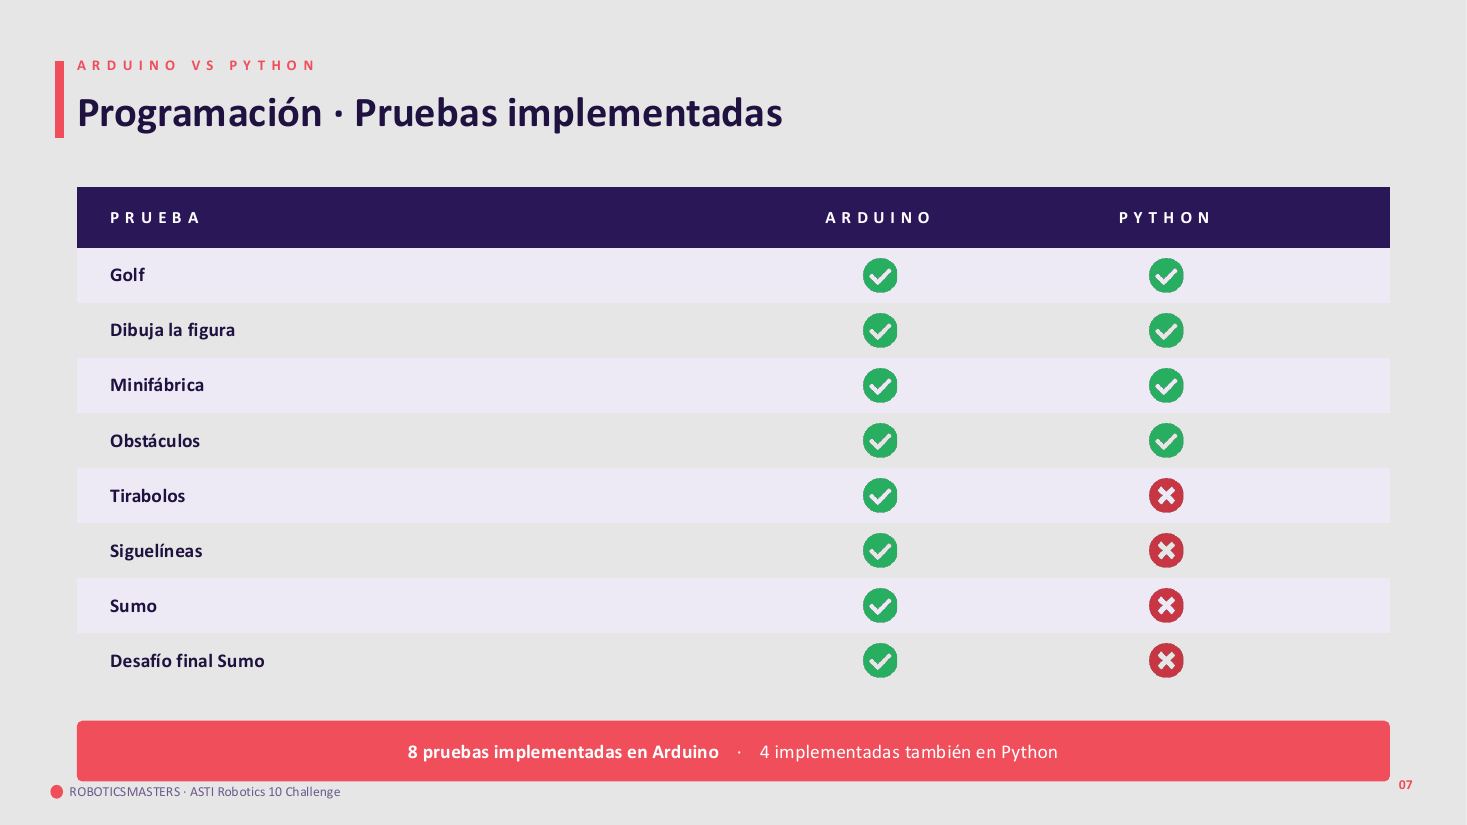 ARDUINO VS PYTHON
Programación · Pruebas implementadas
PRUEBA ARDUINO PYTHON
Golf
Dibuja la figura
Minifábrica
Obstáculos
Tirabolos
Siguelíneas
Sumo
Desafío final Sumo
8 pruebas implementadas en Arduino · 4 implementadas también en Python
ROBOTICSMASTERS · ASTI Robotics 10 Challenge
07